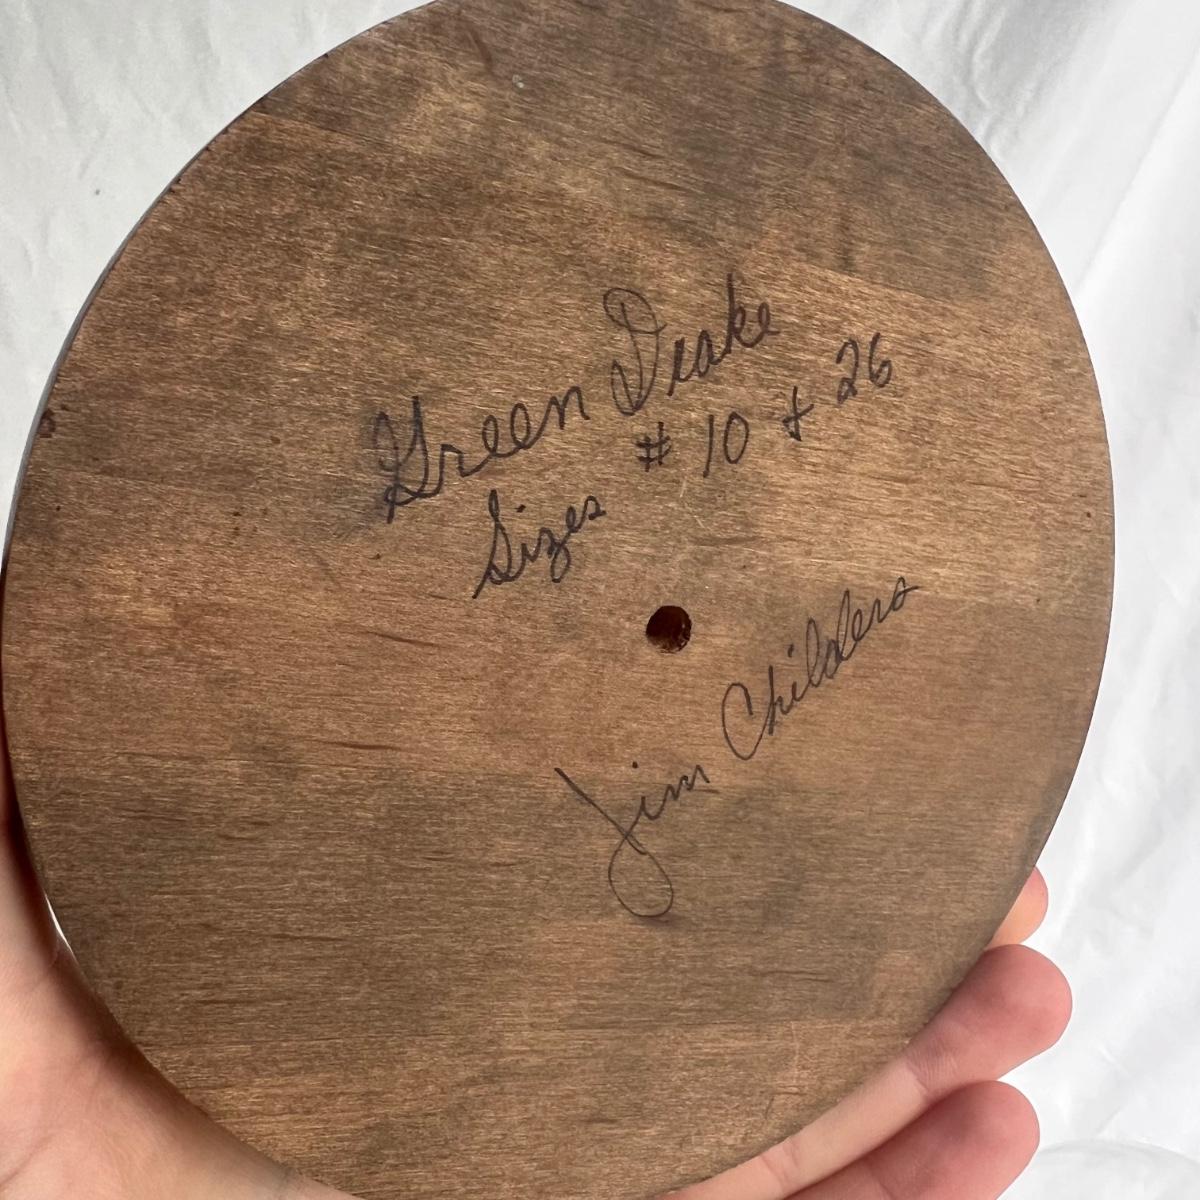 Green Drake
Sizes # 10 & 26
Jim Childers